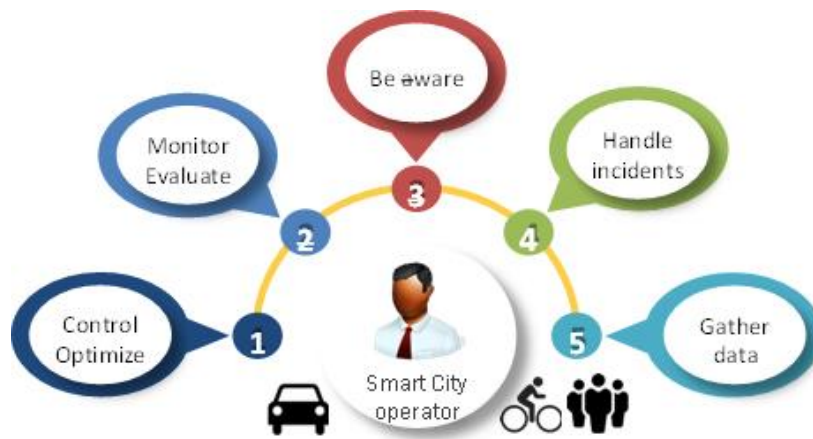 Be aware
Monitor
Evaluate
Handle
incidents
3
2
4
Control
Optimize
1
5
Gather
data
Smart City
operator